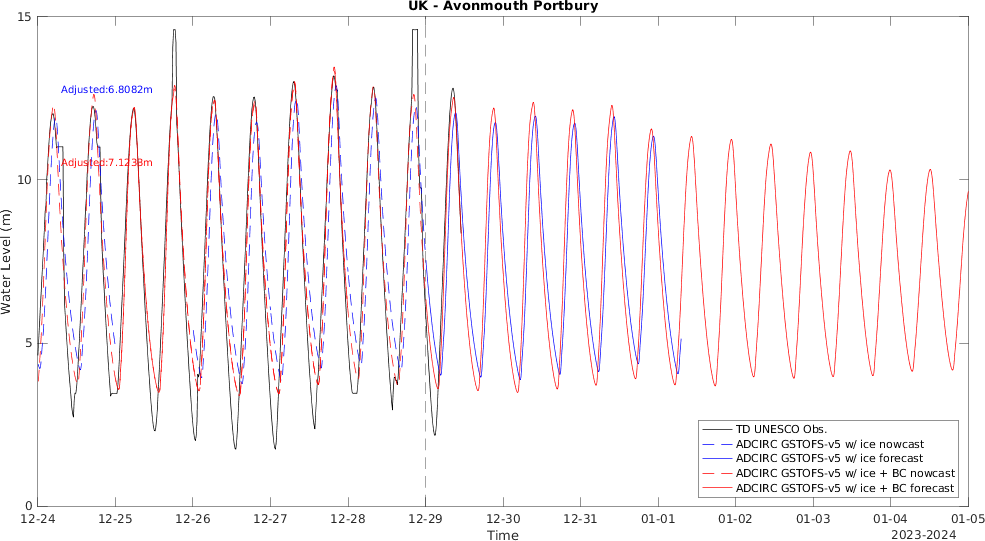 UK - Avonmouth Portbury
15
Adjusted:6.8082m
Adjusted:7.1238m
10
Water Level (m)
5
TD UNESCO Obs.
ADCIRC GSTOFS-v5 w/ ice nowcast
ADCIRC GSTOFS-v5 w/ ice forecast
ADCIRC GSTOFS-v5 w/ ice + BC nowcast
ADCIRC GSTOFS-v5 w/ ice + BC forecast
0
12-24 12-25 12-26 12-27 12-28 12-29 12-30 12-31 01-01 01-02 01-03 01-04 01-05
Time
2023-2024